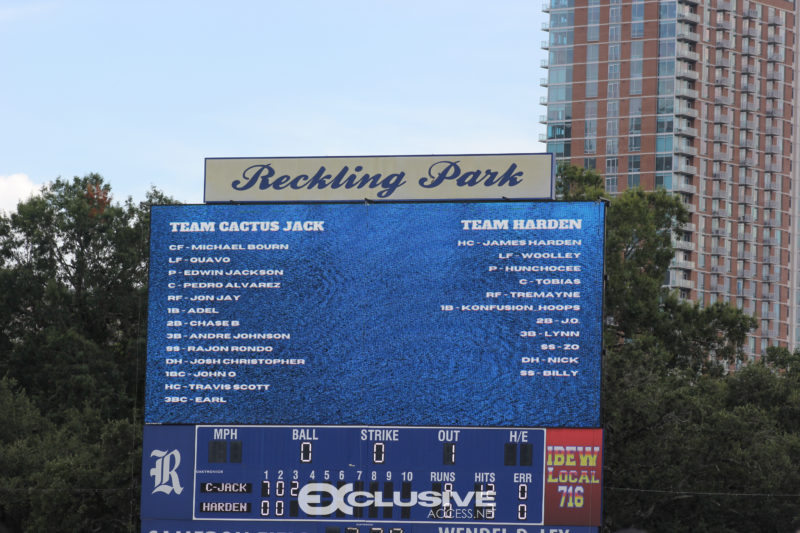 Reckling Park
TEAM CACTUS JACK
CF - MICHAEL BOURN
LF - QUAVO
P - EDWIN JACKSON
C - PEDRO ALVAREZ
RF - JON JAY
1B - ADEL
2B - CHASE B
3B - ANDRE JOHNSON
SS - RAJON RONDO
DH - JOSH CHRISTOPHER
1BC - JOHN O
HC - TRAVIS SCOTT
3BC - EARL
TEAM HARDEN
HC - JAMES HARDEN
LF - WOOLLEY
P - HUNCHOCEE
C - TOBIAS
RF - TREMAYNE
1B - KONFUSION_HOOPS
2B - J.O.
3B - LYNN
SS - ZO
DH - NICK
SS - BILLY
R
MPH BALL STRIKE OUT H/E
0 0 1
DAKTRONICS
1 2 3 4 5 6 7 8 9 10 RUNS HITS ERR
C-JACK 1 0 2
HARDEN 0 0
IBEW
LOCAL
716
EXCLUSIVE
ACCESS.NET